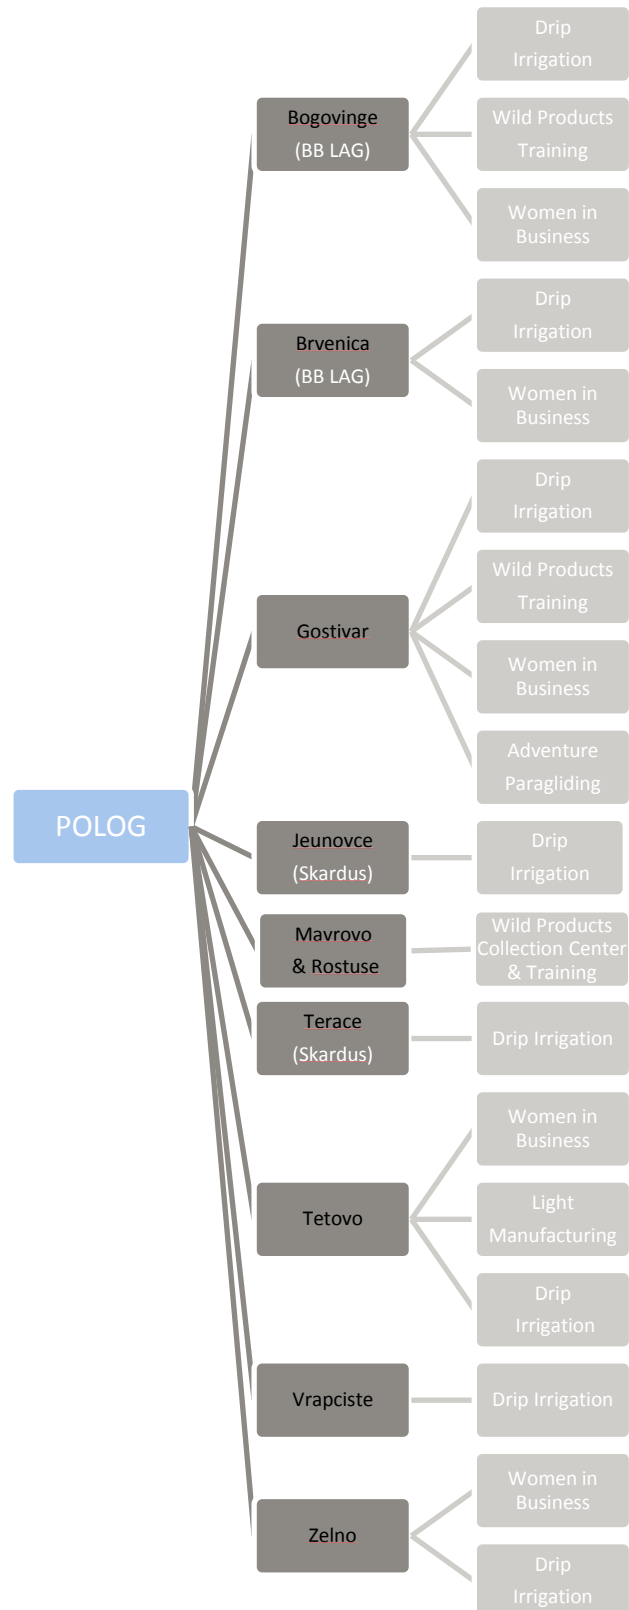 Drip
Irrigation
Bogovinge
(BB LAG)
Wild Products
Training
Women in
Business
Drip
Irrigation
Brvenica
(BB LAG)
Women in
Business
Drip
Irrigation
Wild Products
Training
Gostivar
Women in
Business
Adventure
Paragliding
POLOG
Jeunovce
(Skardus)
Drip
Irrigation
Mavrovo
& Rostuse
Wild Products
Collection Center
& Training
Terace
(Skardus)
Drip Irrigation
Women in
Business
Tetovo
Light
Manufacturing
Drip
Irrigation
Vrapciste
Drip Irrigation
Women in
Business
Zelno
Drip
Irrigation